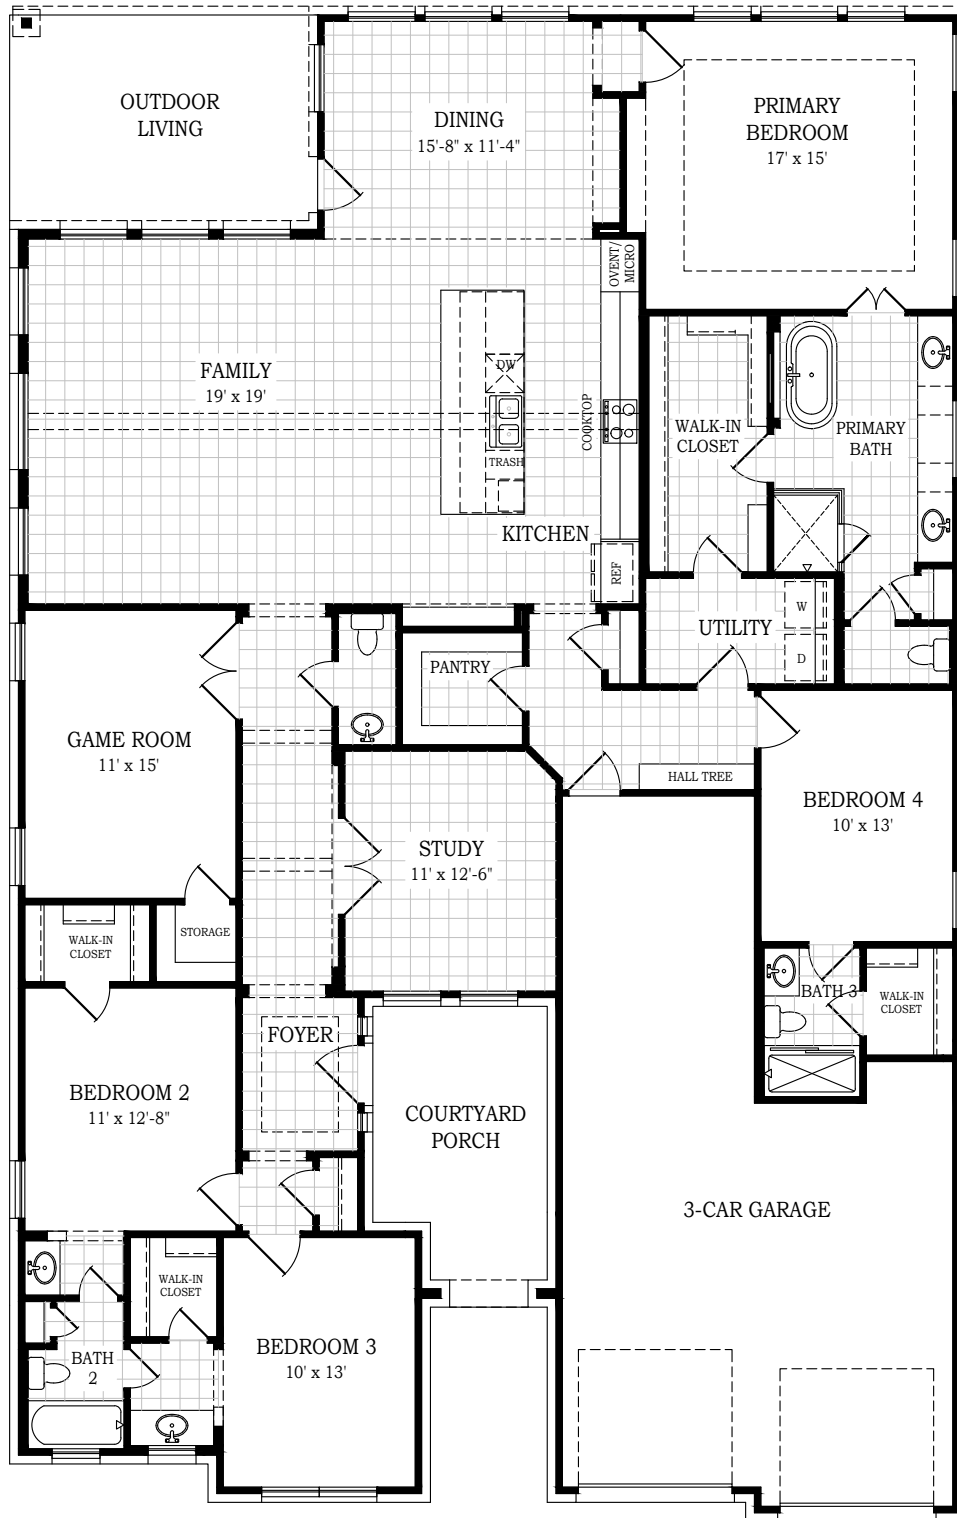 OUTDOOR
LIVING
DINING
15'-8" x 11'-4"
PRIMARY
BEDROOM
17' x 15'
OVENT/
MICRO
FAMILY
19' x 19'
DW
COOKTOP
TRASH
KITCHEN
REF
WALK-IN
CLOSET
PRIMARY
BATH
UTILITY
W
D
PANTRY
GAME ROOM
11' x 15'
HALL TREE
BEDROOM 4
10' x 13'
STUDY
11' x 12'-6"
STORAGE
WALK-IN
CLOSET
BATH 3
WALK-IN
CLOSET
FOYER
BEDROOM 2
11' x 12'-8"
COURTYARD
PORCH
3-CAR GARAGE
WALK-IN
CLOSET
BATH
2
BEDROOM 3
10' x 13'